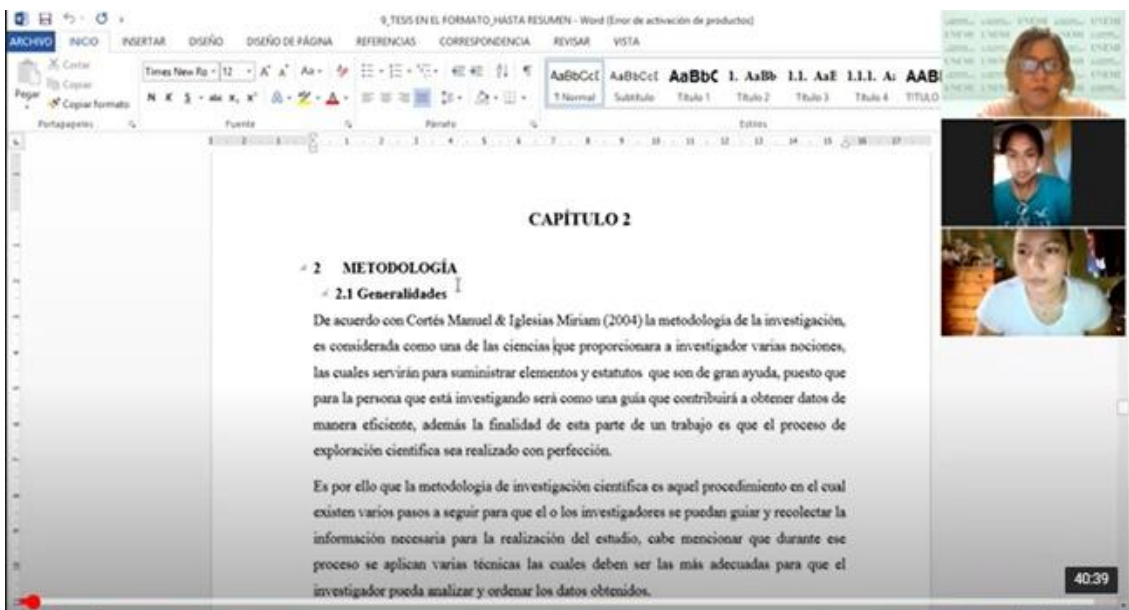 9_TESIS EN EL FORMATO_HASTA RESUMEN - Word (Error de activación de productos)
ARCHIVO INICIO INSERTAR DISEÑO DISEÑO DE PÁGINA REFERENCIAS CORRESPONDENCIA REVISAR VISTA
Cortar
Copiar
Pegar
Copiar formato
Times New Ro 12
N K S abc x, x²
AaBbCcI AaBbCcI AaBbC 1. AaBb 1.1. AaE 1.1.1. A: AABI
1 Normal Subtítulo Título 1 Título 2 Título 3 Título 4 TITULO
Portapapeles Fuente Párrafo Estilos
CAPÍTULO 2
2 METODOLOGÍA
2.1 Generalidades
De acuerdo con Cortés Manuel & Iglesias Miriam (2004) la metodología de la investigación,
es considerada como una de las ciencias que proporcionara a investigador varias nociones,
las cuales servirán para suministrar elementos y estatutos que son de gran ayuda, puesto que
para la persona que está investigando será como una guía que contribuirá a obtener datos de
manera eficiente, además la finalidad de esta parte de un trabajo es que el proceso de
exploración científica sea realizado con perfección.
Es por ello que la metodología de investigación científica es aquel procedimiento en el cual
existen varios pasos a seguir para que el o los investigadores se puedan guiar y recolectar la
información necesaria para la realización del estudio, cabe mencionar que durante ese
proceso se aplican varias técnicas las cuales deben ser las más adecuadas para que el
investigador pueda analizar y ordenar los datos obtenidos.
40:39